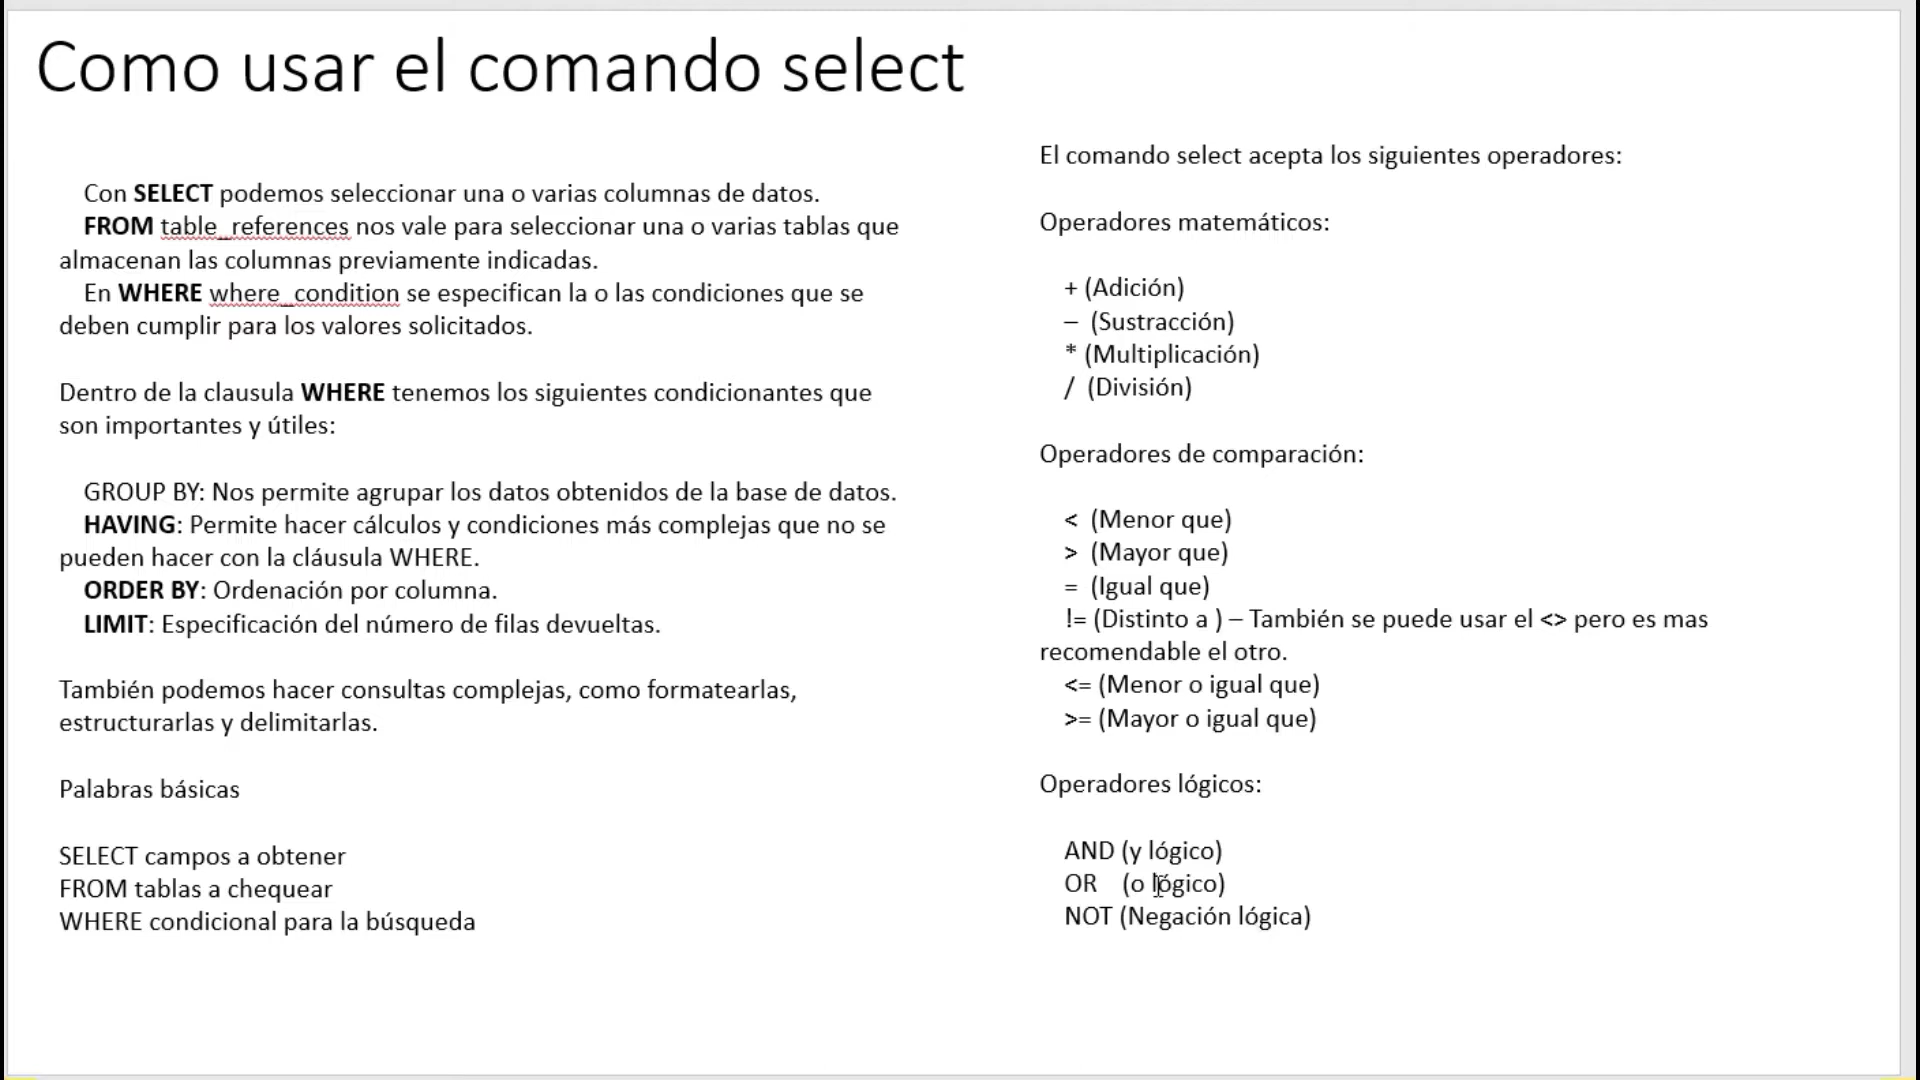 Como usar el comando select
Con SELECT podemos seleccionar una o varias columnas de datos.
FROM table_references nos vale para seleccionar una o varias tablas que
almacenan las columnas previamente indicadas.
En WHERE where_condition se especifican la o las condiciones que se
deben cumplir para los valores solicitados.
Dentro de la clausula WHERE tenemos los siguientes condicionantes que
son importantes y útiles:
GROUP BY: Nos permite agrupar los datos obtenidos de la base de datos.
HAVING: Permite hacer cálculos y condiciones más complejas que no se
pueden hacer con la cláusula WHERE.
ORDER BY: Ordenación por columna.
LIMIT: Especificación del número de filas devueltas.
También podemos hacer consultas complejas, como formatearlas,
estructurarlas y delimitarlas.
Palabras básicas
SELECT campos a obtener
FROM tablas a chequear
WHERE condicional para la búsqueda
El comando select acepta los siguientes operadores:
Operadores matemáticos:
+ (Adición)
– (Sustracción)
* (Multiplicación)
/ (División)
Operadores de comparación:
< (Menor que)
> (Mayor que)
= (Igual que)
!= (Distinto a ) – También se puede usar el <> pero es mas
recomendable el otro.
<= (Menor o igual que)
>= (Mayor o igual que)
Operadores lógicos:
AND (y lógico)
OR (o lógico)
NOT (Negación lógica)